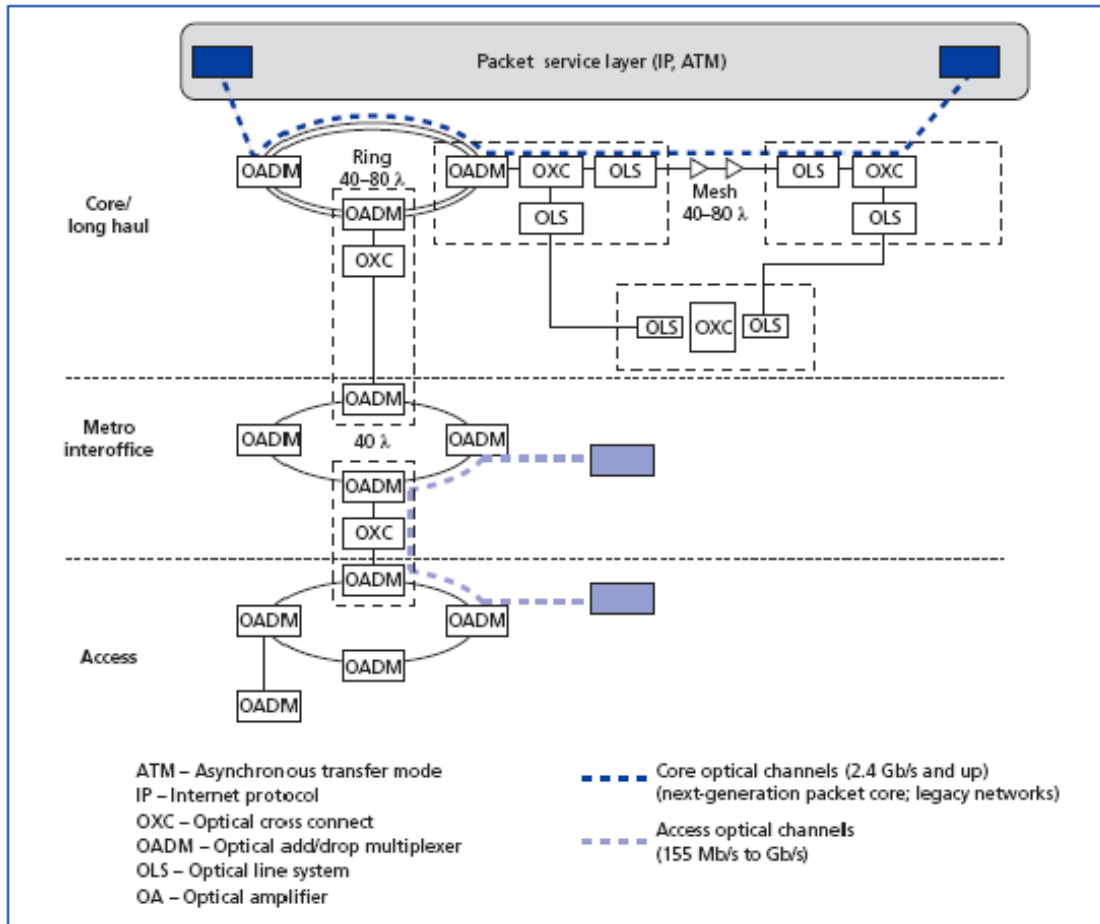 Packet service layer (IP, ATM)
OADM
Ring
40–80 λ
OADM
OXC
OLS
Mesh
40–80 λ
OLS
OXC
Core/
long haul
OADM
OLS
OLS
OXC
OLS
OXC
OLS
OADM
Metro
interoffice
OADM
40 λ
OADM
OADM
OXC
OADM
OADM
OADM
Access
OADM
OADM
ATM – Asynchronous transfer mode
IP – Internet protocol
OXC – Optical cross connect
OADM – Optical add/drop multiplexer
OLS – Optical line system
OA – Optical amplifier
Core optical channels (2.4 Gb/s and up)
(next-generation packet core; legacy networks)
Access optical channels
(155 Mb/s to Gb/s)